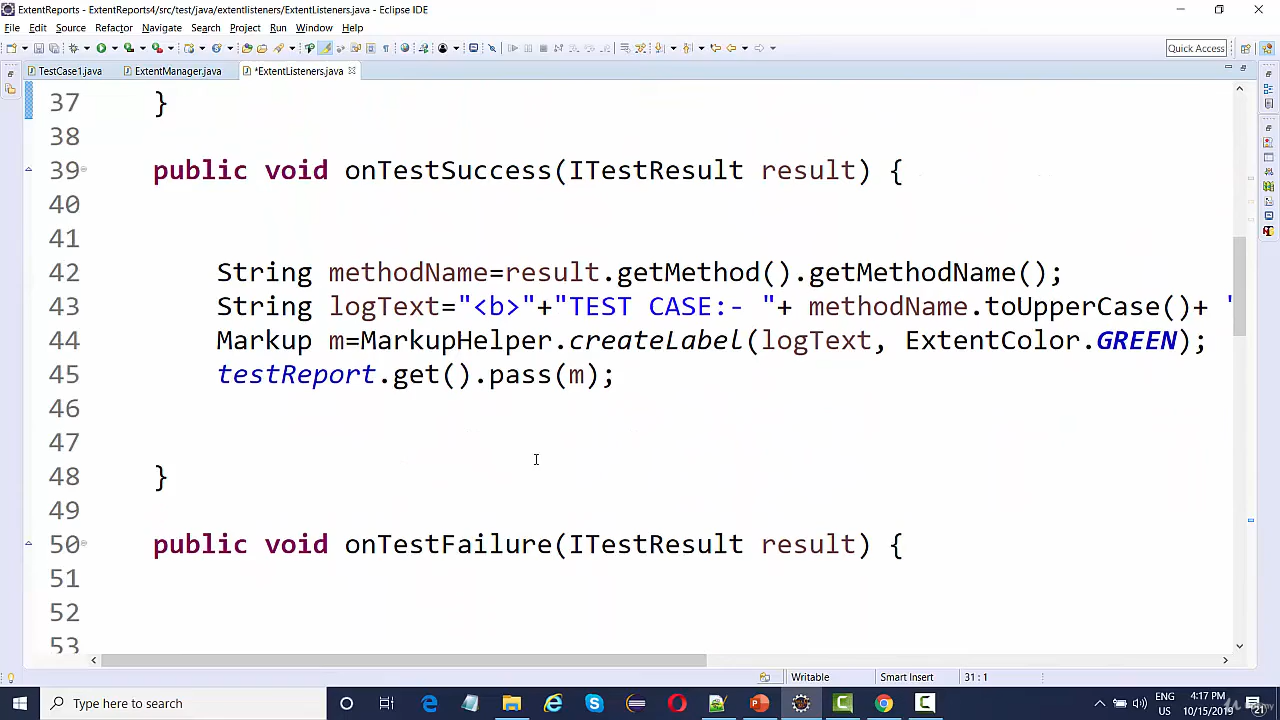 ExtentReports - ExtentReports4/src/test/java/extentlisteners/ExtentListeners.java - Eclipse IDE
File Edit Source Refactor Navigate Search Project Run Window Help
Quick Access
TestCase1.java ExtentManager.java *ExtentListeners.java
37 }
38
39 public void onTestSuccess(ITestResult result) {
40
41
42 String methodName=result.getMethod().getMethodName();
43 String logText="<b>"+"TEST CASE:- "+ methodName.toUpperCase()+ "
44 Markup m=MarkupHelper.createLabel(logText, ExtentColor.GREEN);
45 testReport.get().pass(m);
46
47
48 }
49
50 public void onTestFailure(ITestResult result) {
51
52
53
Writable Smart Insert 31 : 1
Type here to search
ENG 4:17 PM
US 10/15/2019